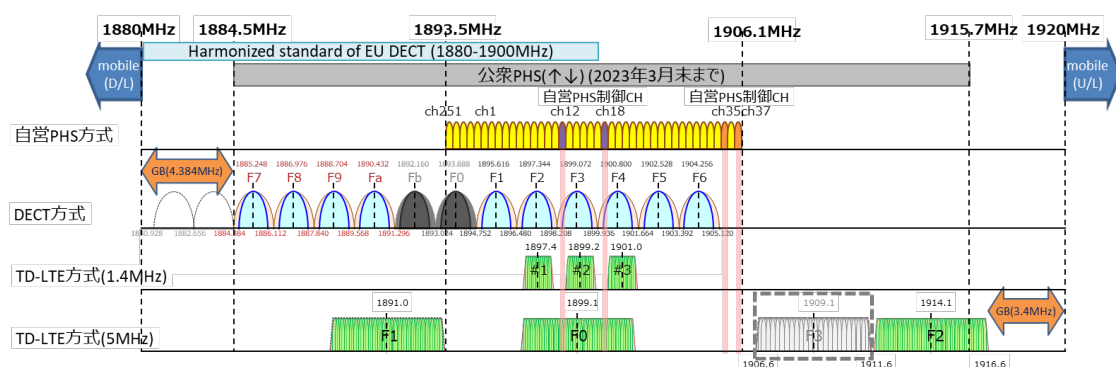 1880MHz 1884.5MHz 1893.5MHz 1906.1MHz 1915.7MHz 1920MHz
Harmonized standard of EU DECT (1880-1900MHz)
mobile
(D/L)
mobile
(U/L)
公衆PHS(↑↓) (2023年3月末まで)
自営PHS制御CH 自営PHS制御CH
ch251 ch1 ch12 ch18 ch35 ch37
自営PHS方式
GB(4.384MHz)
1885.248 1886.976 1888.704 1890.432 1892.160 1893.888 1895.616 1897.344 1899.072 1900.800 1902.528 1904.256
F7 F8 F9 Fa Fb F0 F1 F2 F3 F4 F5 F6
DECT方式
1880.928 1882.656 1884.384 1886.112 1887.840 1889.568 1891.296 1893.024 1894.752 1896.480 1898.208 1899.936 1901.664 1903.392 1905.120
1897.4 1899.2 1901.0
TD-LTE方式(1.4MHz)
#1 #2 #3
1891.0 1899.1 1909.1 1914.1
GB(3.4MHz)
TD-LTE方式(5MHz)
F1 F0 F3 F2
1906.6 1911.6 1916.6